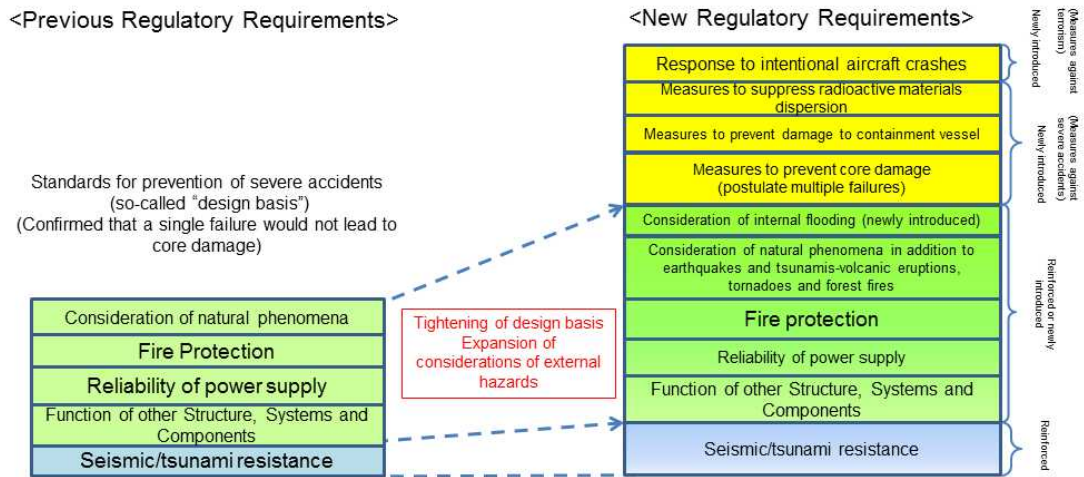 <Previous Regulatory Requirements>
Standards for prevention of severe accidents
(so-called “design basis”)
(Confirmed that a single failure would not lead to
core damage)
Consideration of natural phenomena
Fire Protection
Reliability of power supply
Function of other Structure, Systems and
Components
Seismic/tsunami resistance
Tightening of design basis
Expansion of
considerations of external
hazards
<New Regulatory Requirements>
Response to intentional aircraft crashes
Measures to suppress radioactive materials
dispersion
Measures to prevent damage to containment vessel
Measures to prevent core damage
(postulate multiple failures)
Consideration of internal flooding (newly introduced)
Consideration of natural phenomena in addition to
earthquakes and tsunamis-volcanic eruptions,
tornadoes and forest fires
Fire protection
Reliability of power supply
Function of other Structure, Systems and
Components
Seismic/tsunami resistance
(Measures against
terrorism)
Newly introduced
(Measures against
severe accidents)
Newly introduced
Reinforced or newly
introduced
Reinforced